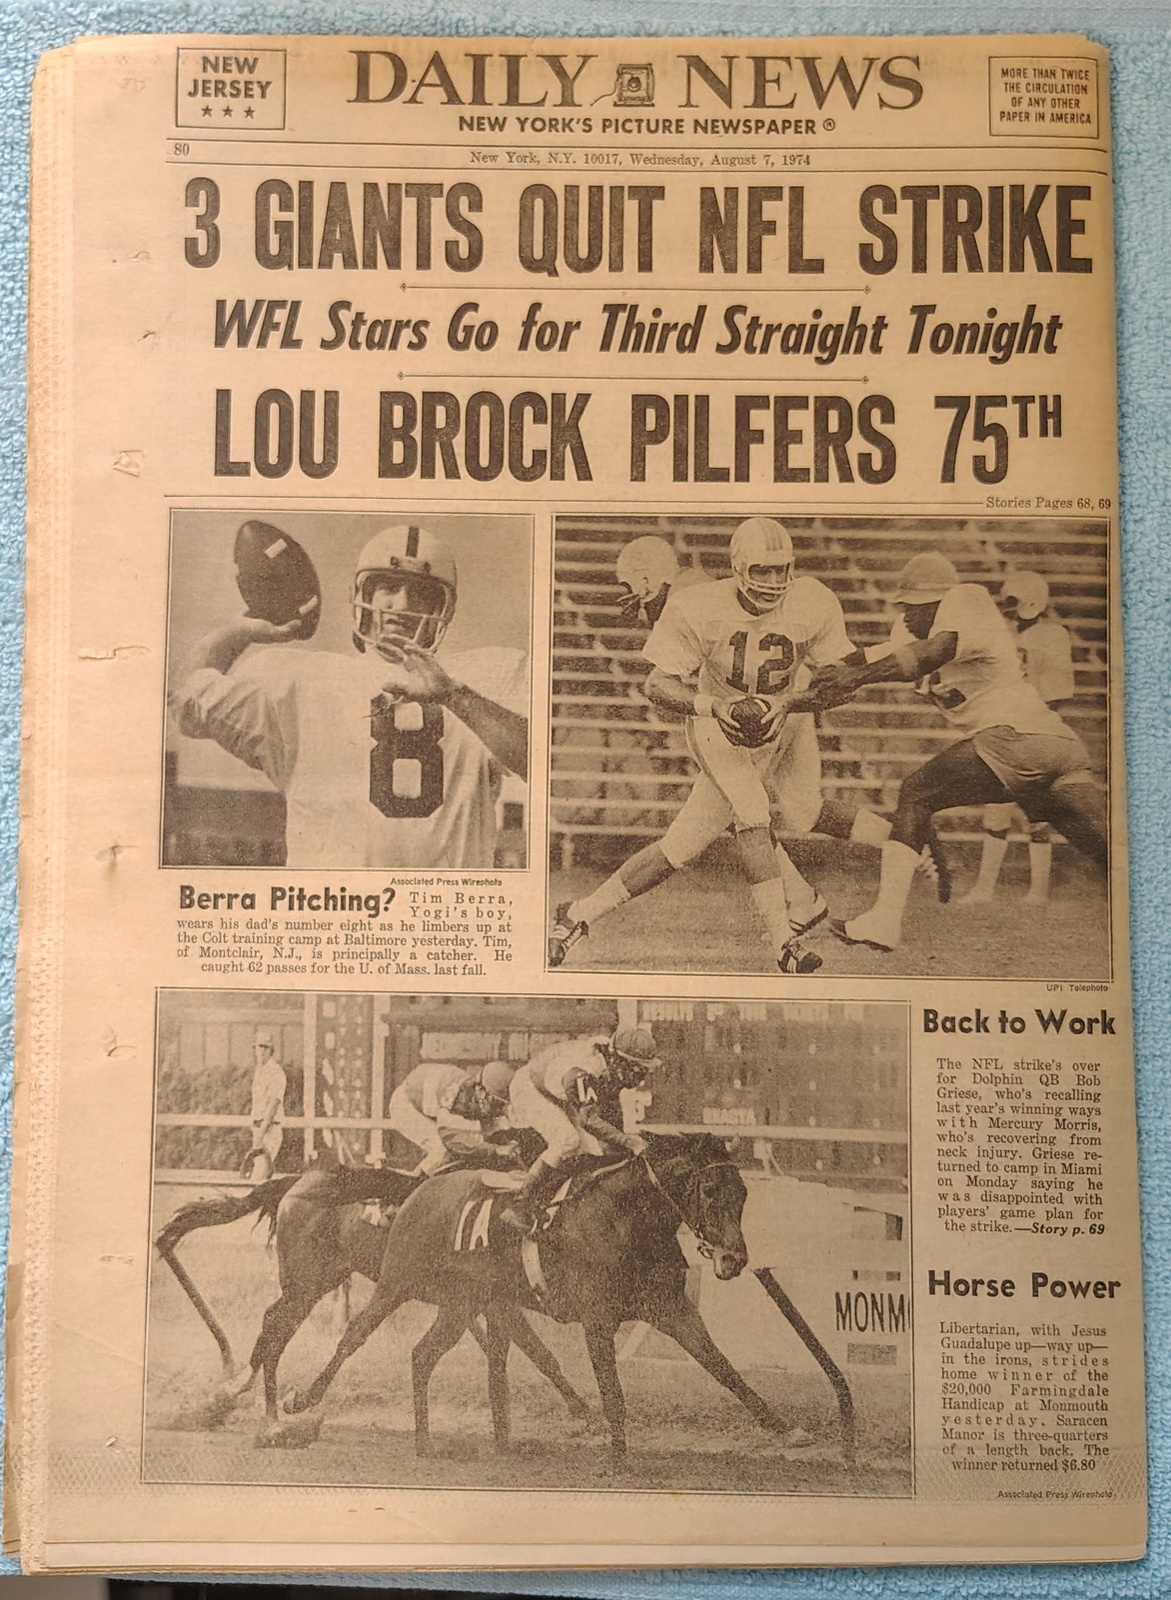 NEW
JERSEY
★ ★ ★
DAILY NEWS
NEW YORK'S PICTURE NEWSPAPER ®
MORE THAN TWICE
THE CIRCULATION
OF ANY OTHER
PAPER IN AMERICA
80
New York, N.Y. 10017, Wednesday, August 7, 1974
3 GIANTS QUIT NFL STRIKE
WFL Stars Go for Third Straight Tonight
LOU BROCK PILFERS 75TH
Stories Pages 68, 69
8
12
Associated Press Wirephoto
Berra Pitching? Tim Berra,
Yogi's boy,
wears his dad's number eight as he limbers up at
the Colt training camp at Baltimore yesterday. Tim,
of Montclair, N.J., is principally a catcher. He
caught 62 passes for the U. of Mass. last fall.
UPI Telephoto
Back to Work
The NFL strike's over
for Dolphin QB Bob
Griese, who's recalling
last year's winning ways
with Mercury Morris,
who's recovering from
neck injury. Griese re-
turned to camp in Miami
on Monday saying he
was disappointed with
players' game plan for
the strike.—Story p. 69
MONM
Horse Power
Libertarian, with Jesus
Guadalupe up—way up—
in the irons, strides
home winner of the
$20,000 Farmingdale
Handicap at Monmouth
yesterday. Saracen
Manor is three-quarters
of a length back. The
winner returned $6.80
Associated Press Wirephoto